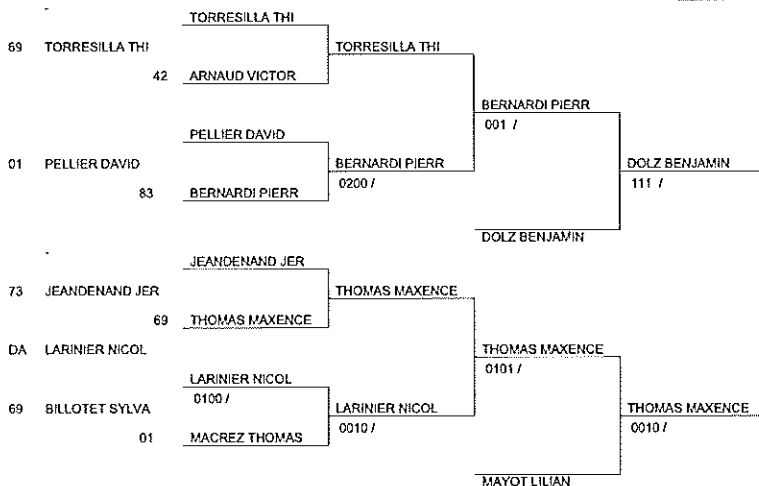 TORRESILLA THI
69 TORRESILLA THI TORRESILLA THI
42 ARNAUD VICTOR
BERNARDI PIERR
001 /
PELLIER DAVID
01 PELLIER DAVID BERNARDI PIERR DOLZ BENJAMIN
0200 / 111 /
83 BERNARDI PIERR
DOLZ BENJAMIN
JEANDENAND JER
73 JEANDENAND JER THOMAS MAXENCE
69 THOMAS MAXENCE
DA LARINIER NICOL THOMAS MAXENCE
0101 /
LARINIER NICOL
0100 /
69 BILLOTET SYLVA LARINIER NICOL THOMAS MAXENCE
0010 / 0010 /
01 MACREZ THOMAS
MAYOT LILIAN